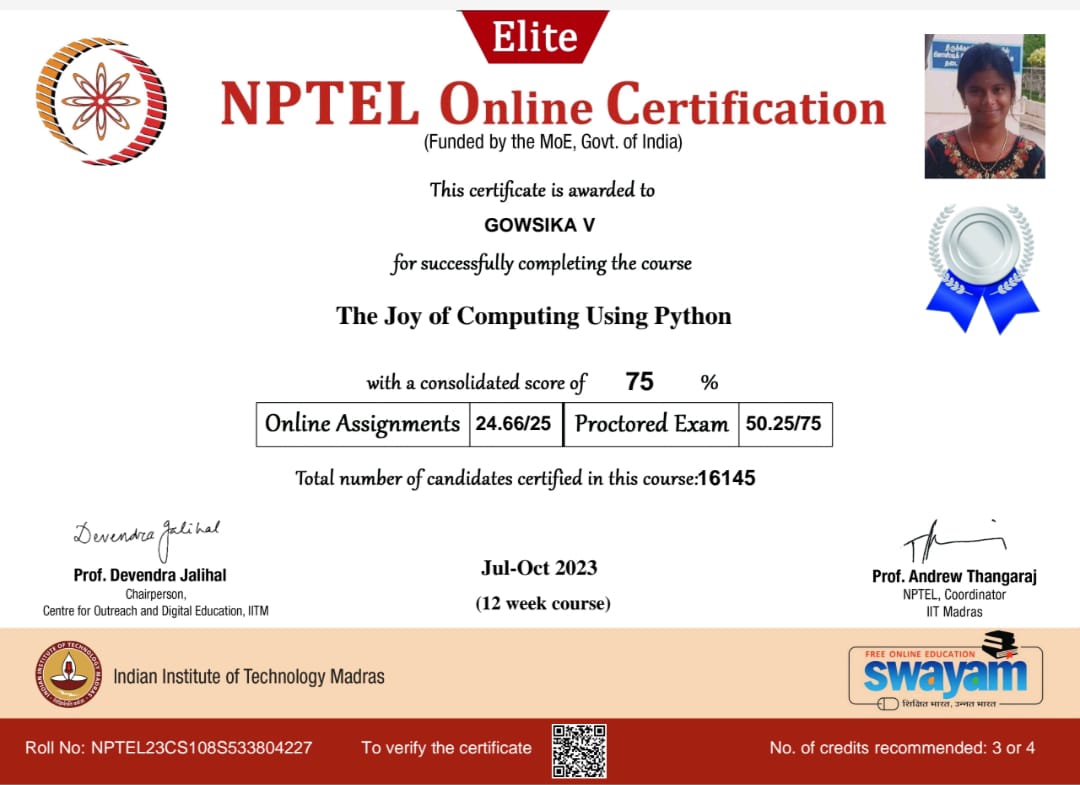 Elite
NPTEL Online Certification
(Funded by the MoE, Govt. of India)
This certificate is awarded to
GOWSIKA V
for successfully completing the course
The Joy of Computing Using Python
with a consolidated score of 75 %
Online Assignments 24.66/25 Proctored Exam 50.25/75
Total number of candidates certified in this course:16145
Devendra Jalihal
Prof. Devendra Jalihal
Chairperson,
Centre for Outreach and Digital Education, IITM
Jul-Oct 2023
(12 week course)
Prof. Andrew Thangaraj
NPTEL, Coordinator
IIT Madras
INDIAN INSTITUTE OF TECHNOLOGY MADRAS
Indian Institute of Technology Madras
FREE ONLINE EDUCATION
swayam
शिक्षित भारत, उन्नत भारत
Roll No: NPTEL23CS108S533804227
To verify the certificate
No. of credits recommended: 3 or 4